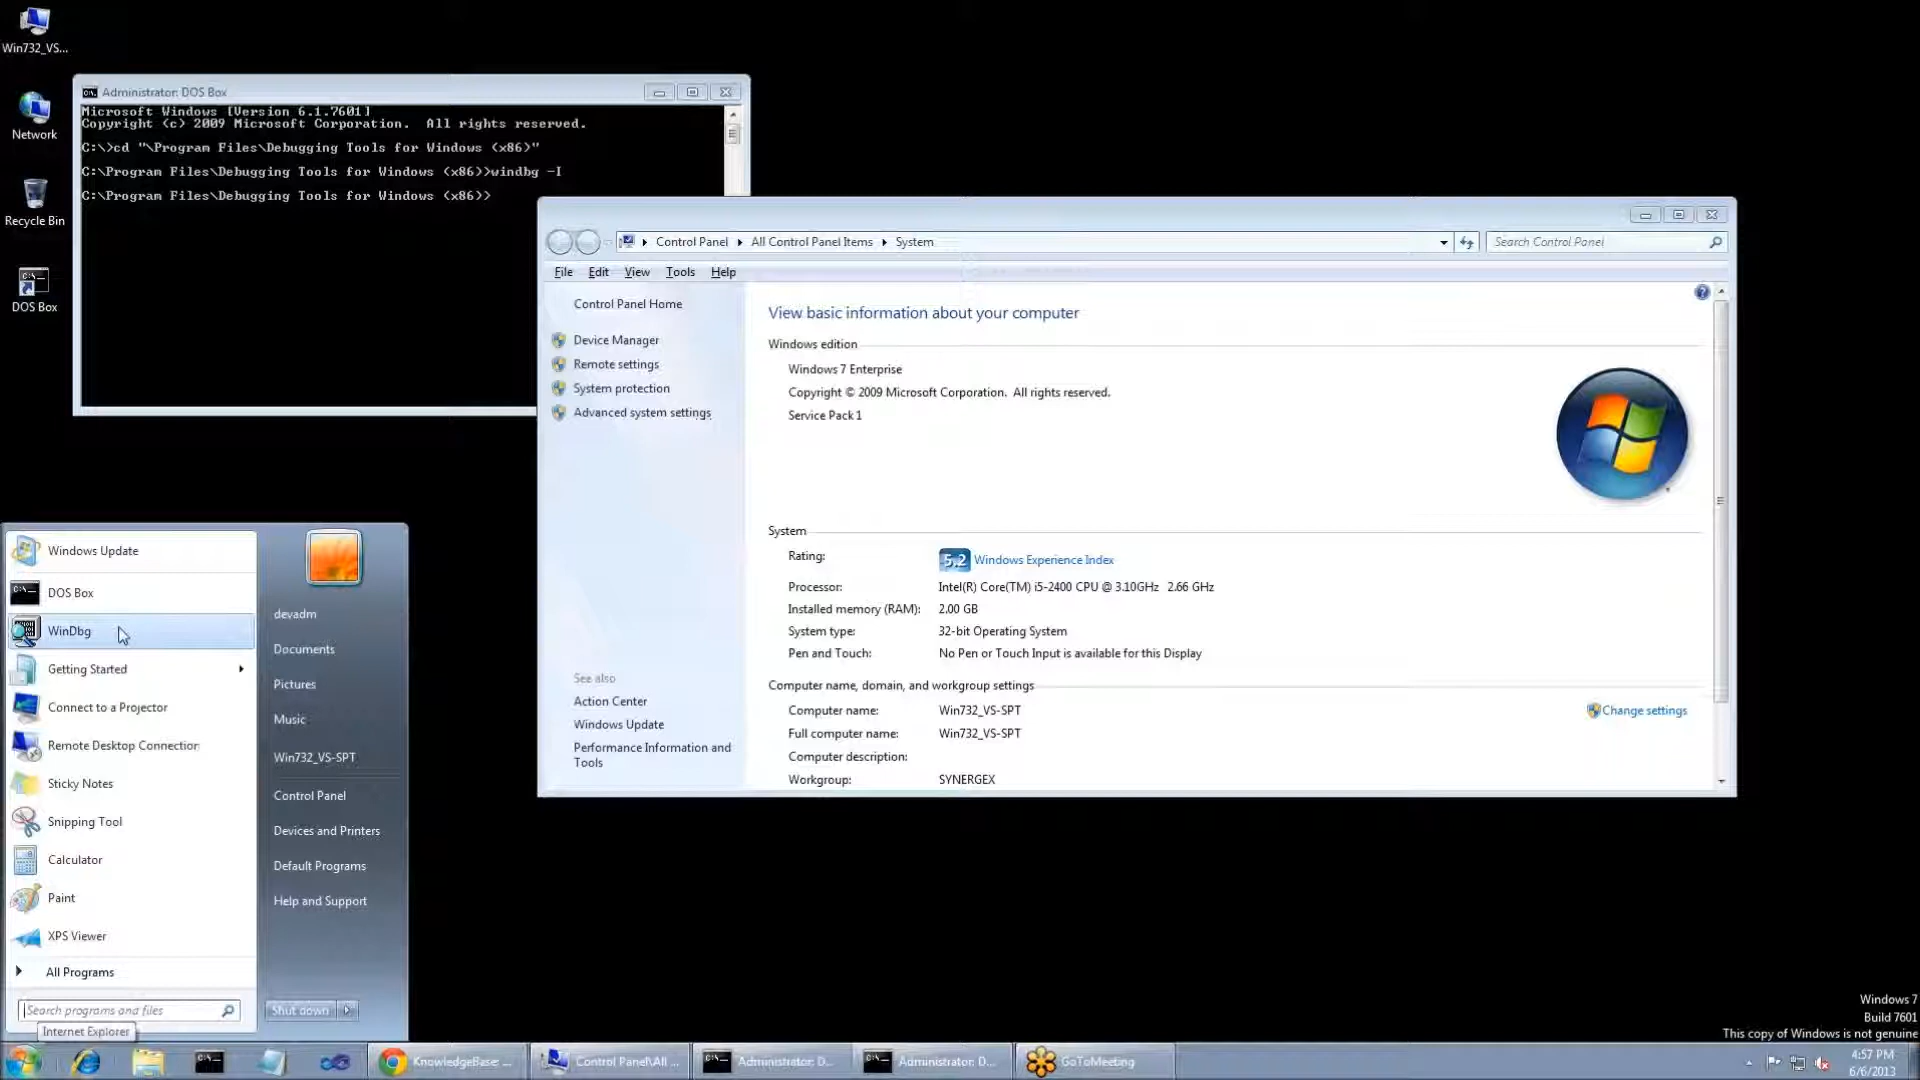 Win732_VS...
Network
Recycle Bin
DOS Box
Administrator: DOS Box
Microsoft Windows [Version 6.1.7601]
Copyright (c) 2009 Microsoft Corporation.  All rights reserved.
C:\>cd "\Program Files\Debugging Tools for Windows (x86)"
C:\Program Files\Debugging Tools for Windows (x86)>windbg -I
C:\Program Files\Debugging Tools for Windows (x86)>
Control Panel
All Control Panel Items
System
Search Control Panel
File
Edit
View
Tools
Help
Control Panel Home
Device Manager
Remote settings
System protection
Advanced system settings
See also
Action Center
Windows Update
Performance Information and
Tools
View basic information about your computer
Windows edition
Windows 7 Enterprise
Copyright © 2009 Microsoft Corporation.  All rights reserved.
Service Pack 1
System
Rating:
5.2 Windows Experience Index
Processor:
Intel(R) Core(TM) i5-2400 CPU @ 3.10GHz   2.66 GHz
Installed memory (RAM):
2.00 GB
System type:
32-bit Operating System
Pen and Touch:
No Pen or Touch Input is available for this Display
Computer name, domain, and workgroup settings
Computer name:
Win732_VS-SPT
Change settings
Full computer name:
Win732_VS-SPT
Computer description:
Workgroup:
SYNERGEX
Windows Update
DOS Box
WinDbg
Getting Started
Connect to a Projector
Remote Desktop Connection
Sticky Notes
Snipping Tool
Calculator
Paint
XPS Viewer
All Programs
Search programs and files
Internet Explorer
devadm
Documents
Pictures
Music
Win732_VS-SPT
Control Panel
Devices and Printers
Default Programs
Help and Support
Shut down
KnowledgeBase: ...
Control Panel\All ...
Administrator: D...
Administrator: D...
GoToMeeting
Windows 7
Build 7601
This copy of Windows is not genuine
4:57 PM
6/6/2013